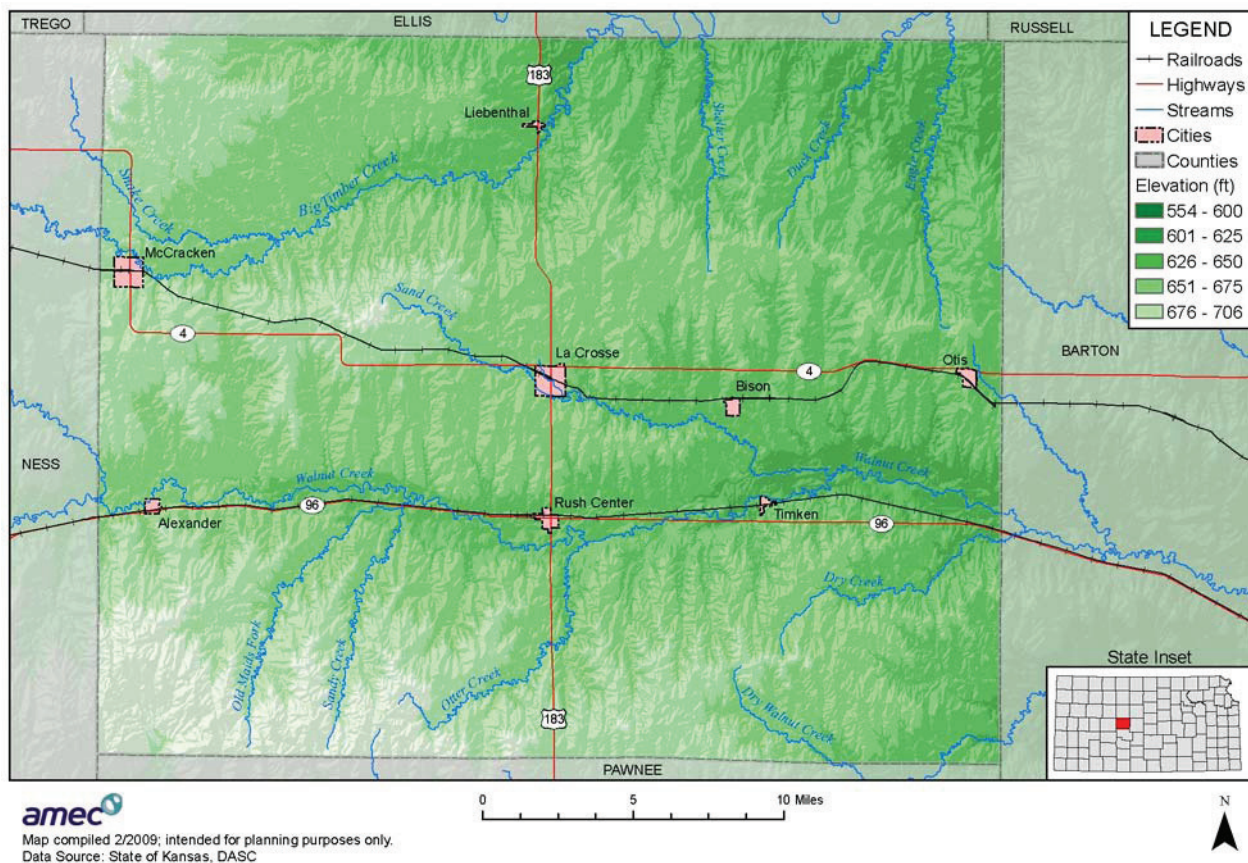 TREGO
ELLIS
RUSSELL
LEGEND
Railroads
Highways
Streams
Cities
Counties
Elevation (ft)
554 - 600
601 - 625
626 - 650
651 - 675
676 - 706
183
Liebenthal
Shelter Creek
Duck Creek
Eagle Creek
Big Timber Creek
Smoke Creek
McCracken
Sand Creek
4
La Crosse
4
Otis
BARTON
Bison
NESS
Walnut Creek
Walnut Creek
96
Rush Center
Alexander
Timken
96
Dry Creek
Old Maids Fork
Sandy Creek
Otter Creek
Dry Walnut Creek
183
PAWNEE
State Inset
amec
0 5 10 Miles
N
Map compiled 2/2009; intended for planning purposes only.
Data Source: State of Kansas, DASC